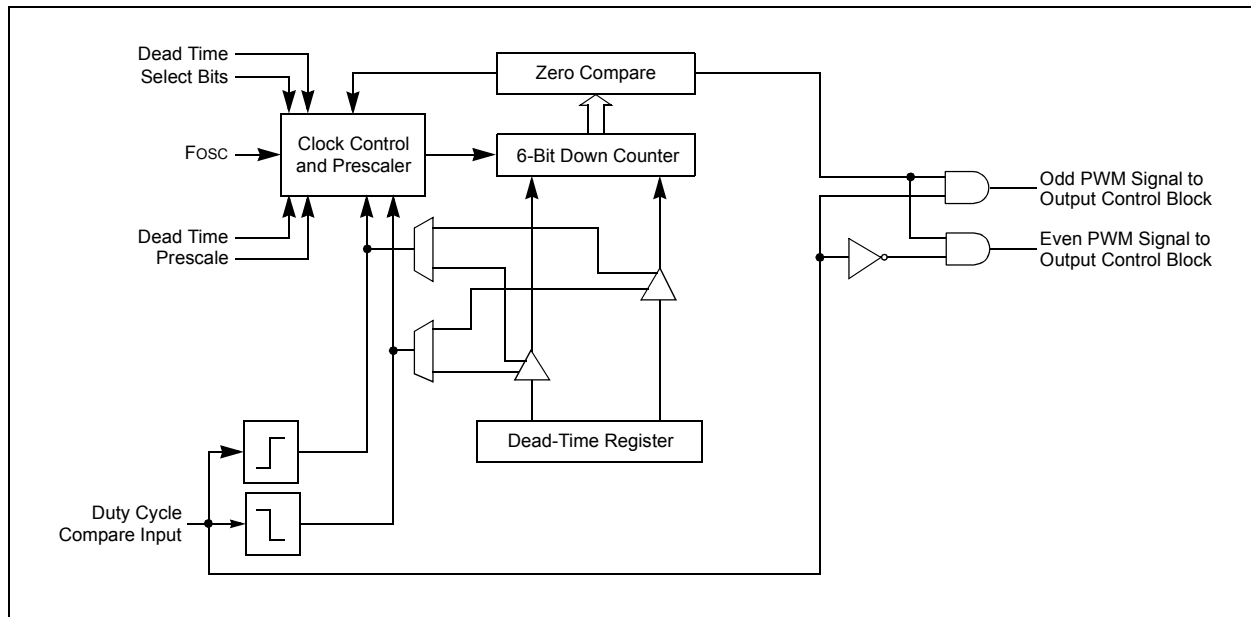 Dead Time
Select Bits
Zero Compare
Clock Control
and Prescaler
FOSC
6-Bit Down Counter
Odd PWM Signal to
Output Control Block
Dead Time
Prescale
Even PWM Signal to
Output Control Block
Dead-Time Register
Duty Cycle
Compare Input